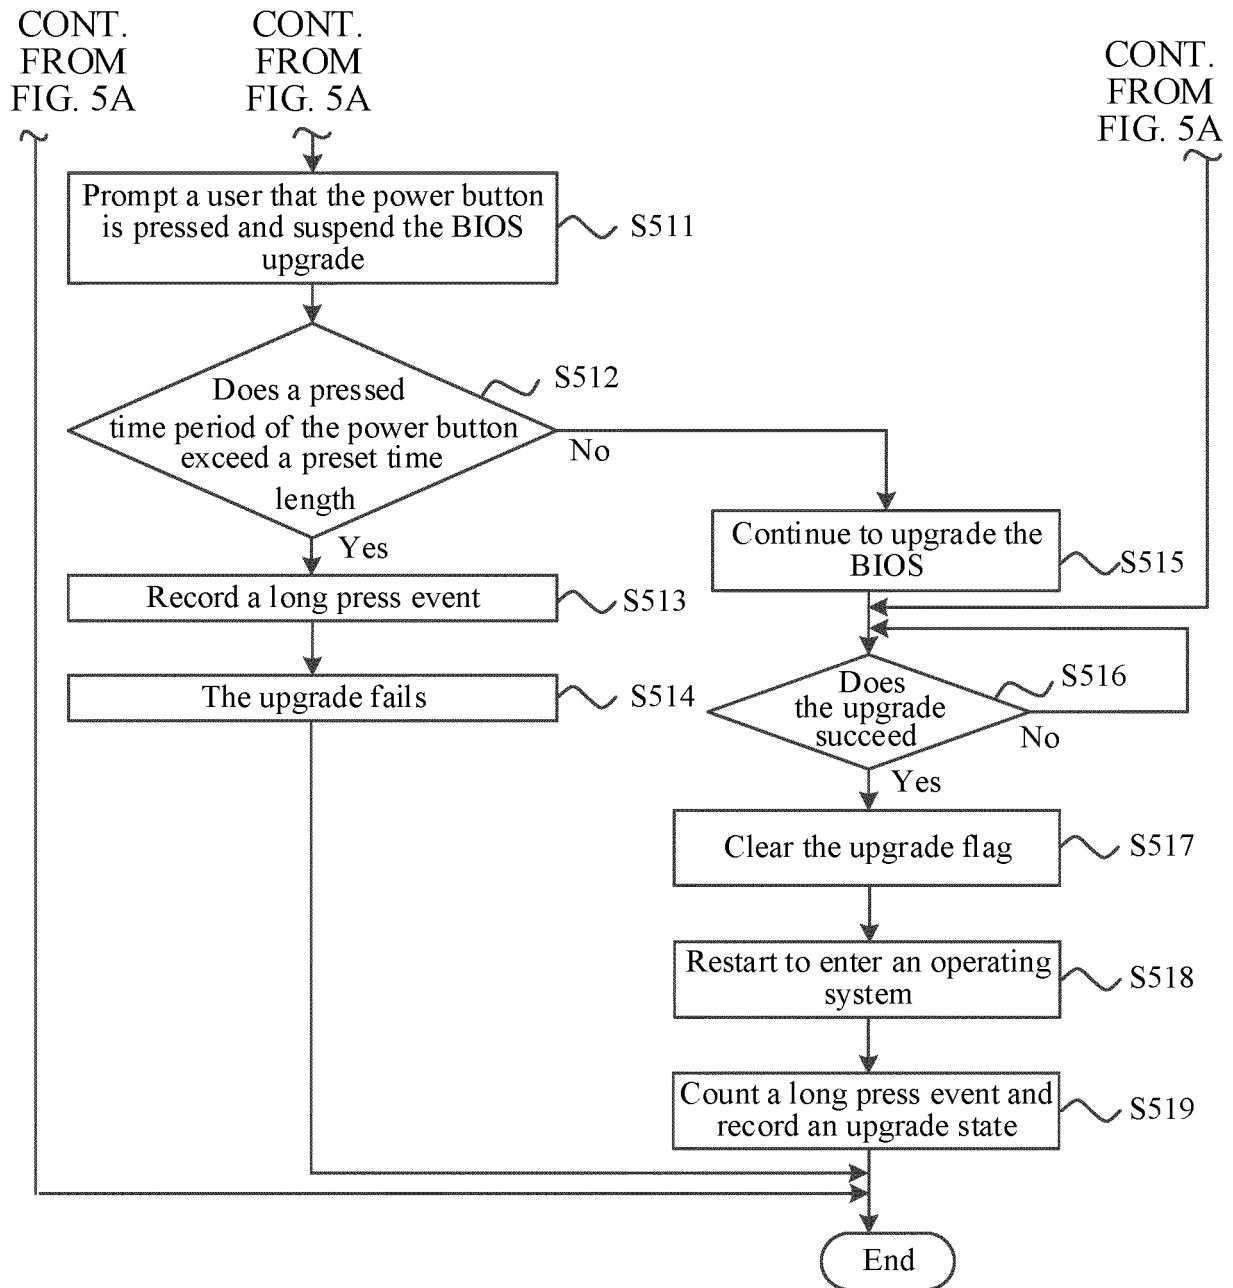 CONT.
FROM
FIG. 5A
CONT.
FROM
FIG. 5A
CONT.
FROM
FIG. 5A
Prompt a user that the power button
is pressed and suspend the BIOS
upgrade
S511
Does a pressed
time period of the power button
exceed a preset time
length
S512
No
Yes
Record a long press event
S513
The upgrade fails
S514
Continue to upgrade the
BIOS
S515
Does
the upgrade
succeed
S516
No
Yes
Clear the upgrade flag
S517
Restart to enter an operating
system
S518
Count a long press event and
record an upgrade state
S519
End